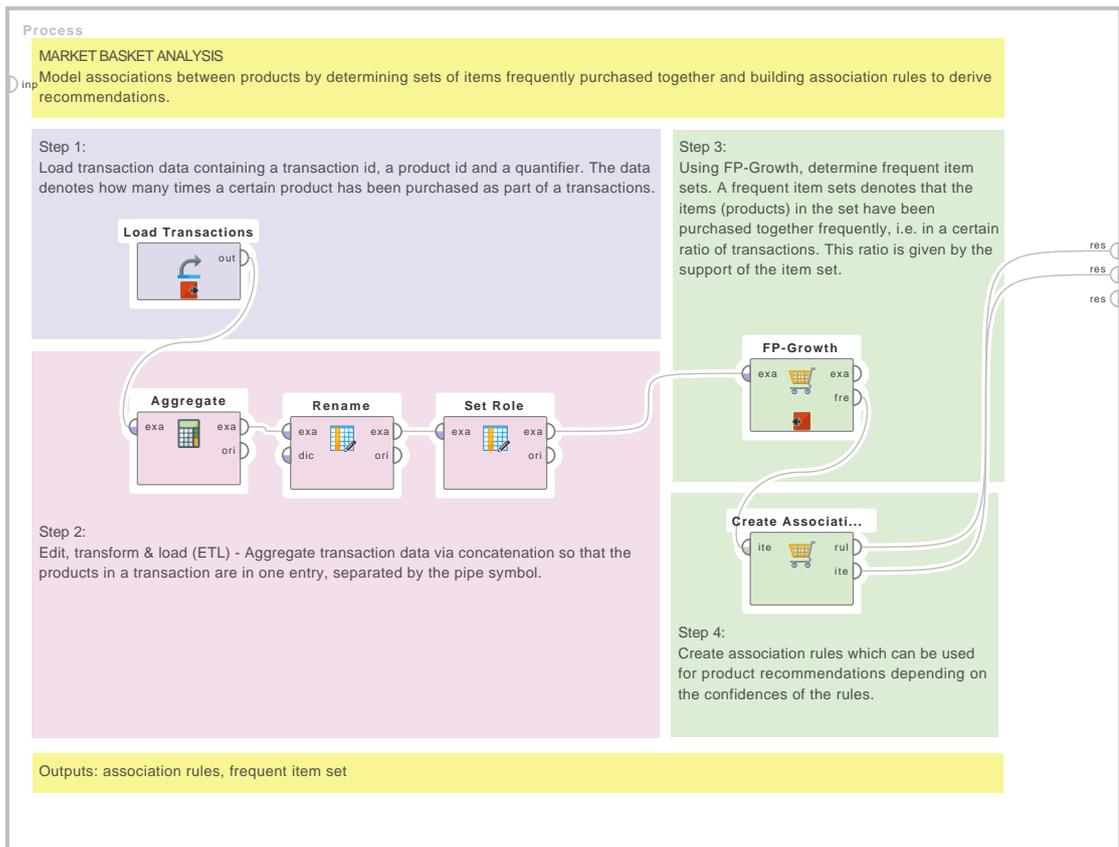 Process
MARKET BASKET ANALYSIS
inp
Model associations between products by determining sets of items frequently purchased together and building association rules to derive
recommendations.
Step 1:
Load transaction data containing a transaction id, a product id and a quantifier. The data
denotes how many times a certain product has been purchased as part of a transactions.
Load Transactions
out
Step 3:
Using FP-Growth, determine frequent item
sets. A frequent item sets denotes that the
items (products) in the set have been
purchased together frequently, i.e. in a certain
ratio of transactions. This ratio is given by the
support of the item set.
res
res
res
FP-Growth
exa exa
fre
Aggregate
exa exa
ori
Rename
exa exa
dic ori
Set Role
exa exa
ori
Step 2:
Edit, transform & load (ETL) - Aggregate transaction data via concatenation so that the
products in a transaction are in one entry, separated by the pipe symbol.
Create Associati...
ite rul
ite
Step 4:
Create association rules which can be used
for product recommendations depending on
the confidences of the rules.
Outputs: association rules, frequent item set